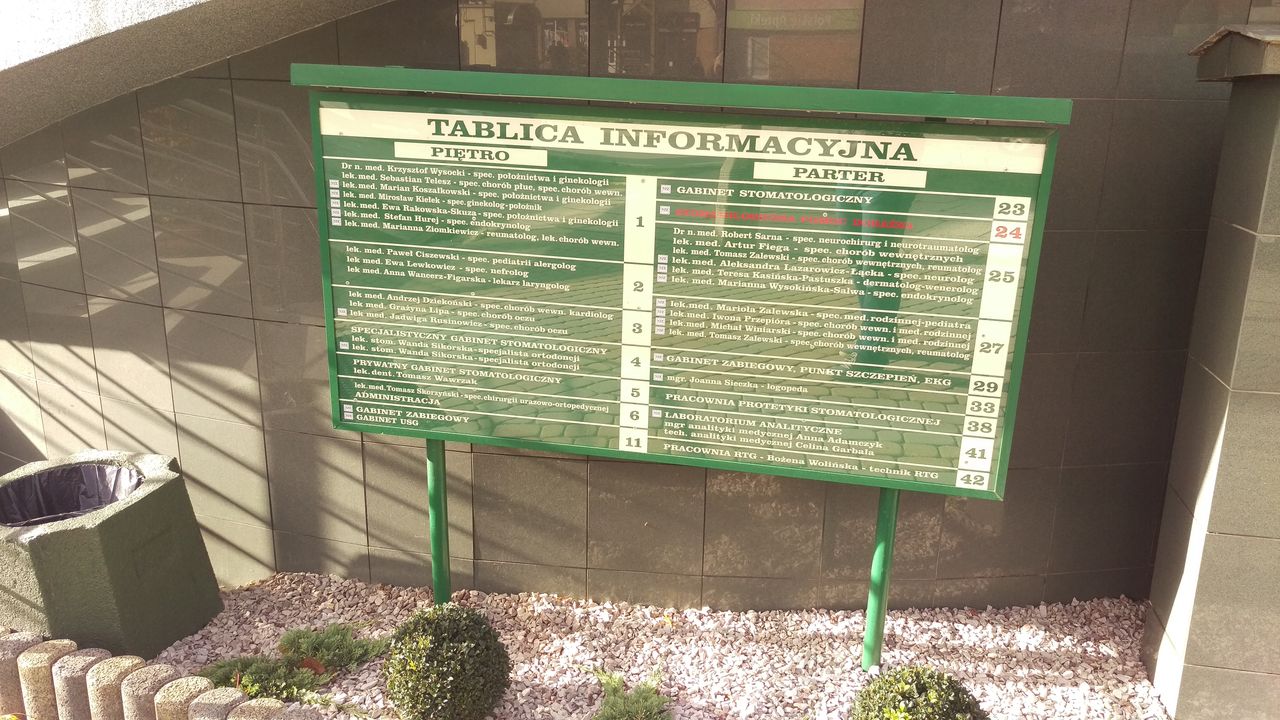 TABLICA INFORMACYJNA
PIĘTRO
Dr n. med. Krzysztof Wysocki - spec. położnictwa i ginekologii
lek. med. Sebastian Telesz - spec. chorób płuc, spec. chorób wewn.
lek. med. Marian Koszałkowski - spec. położnictwa i ginekologii
lek. med. Mirosław Kiełek - spec.ginekolog-położnik
lek. med. Ewa Rakowska-Skuza - spec. położnictwa i ginekologii
lek. med. Stefan Hurej - spec. endokrynolog
lek. med. Marianna Ziomkiewicz - reumatolog, lek. chorób wewn.
1
lek. med. Paweł Ciszewski - spec. pediatrii alergolog
lek. med. Ewa Lewkowicz - spec. nefrolog
lek. med. Anna Wancerz-Figarska - lekarz laryngolog
2
lek. med. Andrzej Dziekoński - spec. chorób wewn. kardiolog
lek. med. Grażyna Lipa - spec. chorób oczu
lek. med. Jadwiga Rusinowicz - spec. chorób oczu
3
SPECJALISTYCZNY GABINET STOMATOLOGICZNY
lek. stom. Wanda Sikorska-specjalista ortodoncji
lek. stom. Wanda Sikorska-specjalista ortodoncji
4
PRYWATNY GABINET STOMATOLOGICZNY
lek.dent. Tomasz Wawrzak
5
lek. med. Tomasz Skorzyński - spec.chirurgii urazowo-ortopedycznej
ADMINISTRACJA
6
GABINET ZABIEGOWY
GABINET USG
11
PARTER
GABINET STOMATOLOGICZNY
23
24
Dr n. med. Robert Sarna - spec. neurochirurg i neurotraumatolog
lek. med. Artur Fiega - spec. chorób wewnętrznych
lek. med. Tomasz Zalewski - spec. chorób wewnętrznych, reumatolog
lek. med. Aleksandra Lazarowicz-Łącka - spec. neurolog
lek. med. Teresa Kasińska-Pastuszka - dermatolog-wenerolog
lek. med. Marianna Wysokińska-Salwa - spec. endokrynolog
25
lek. med. Mariola Zalewska - spec. med. rodzinnej-pediatra
lek. med. Iwona Przepióra - spec. chorób wewn. i med. rodzinnej
lek. med. Michał Winiarski - spec. chorób wewn. i med. rodzinnej
lek. med. Tomasz Zalewski - spec. chorób wewnętrznych, reumatolog
27
GABINET ZABIEGOWY, PUNKT SZCZEPIEŃ, EKG
29
mgr. Joanna Sieczka - logopeda
33
PRACOWNIA PROTETYKI STOMATOLOGICZNEJ
38
LABORATORIUM ANALITYCZNE
mgr analityki medycznej Anna Adamczyk
tech. analityki medycznej Celina Garbala
41
PRACOWNIA RTG - Bożena Wolińska - technik RTG
42